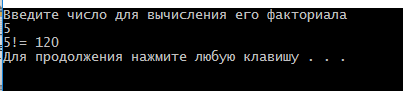 Введите число для вычисления его факториала
5
5!= 120
Для продолжения нажмите любую клавишу . . .